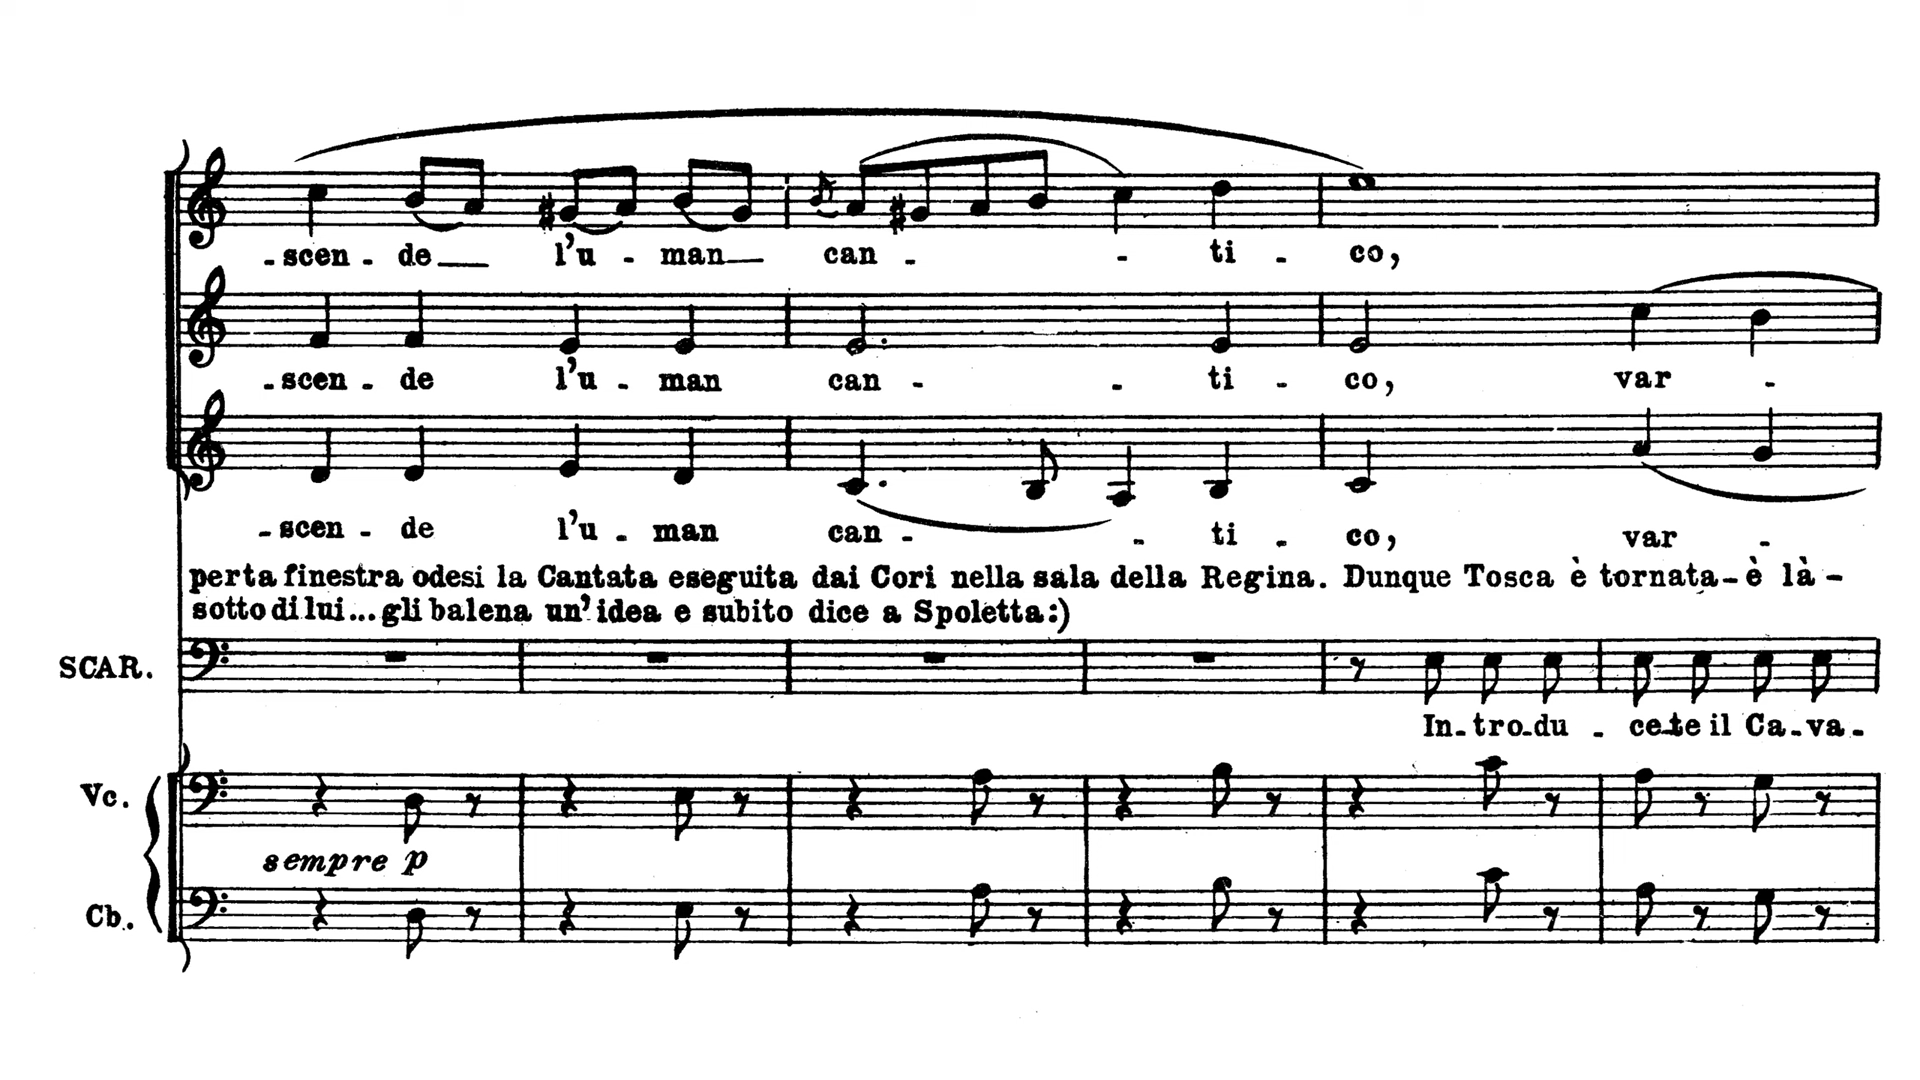 - scen - de l'u - man can - - ti - co,
- scen - de l'u - man can - - ti - co, var -
- scen - de l'u - man can - - ti - co, var -
perta finestra odesi la Cantata eseguita dai Cori nella sala della Regina. Dunque Tosca è tornata - è là -
sotto di lui... gli balena un' idea e subito dice a Spoletta:)
SCAR.
In - tro - du - ce - te il Ca - va -
Vc.
sempre p
Cb.